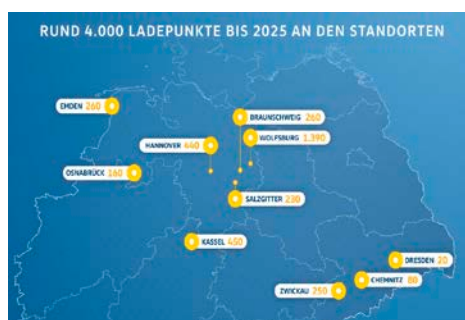 RUND 4.000 LADEPUNKTE BIS 2025 AN DEN STANDORTEN
EMDEN 260
BRAUNSCHWEIG 260
WOLFSBURG 1.390
HANNOVER 440
OSNABRÜCK 160
SALZGITTER 230
KASSEL 450
DRESDEN 20
CHEMNITZ 80
ZWICKAU 250